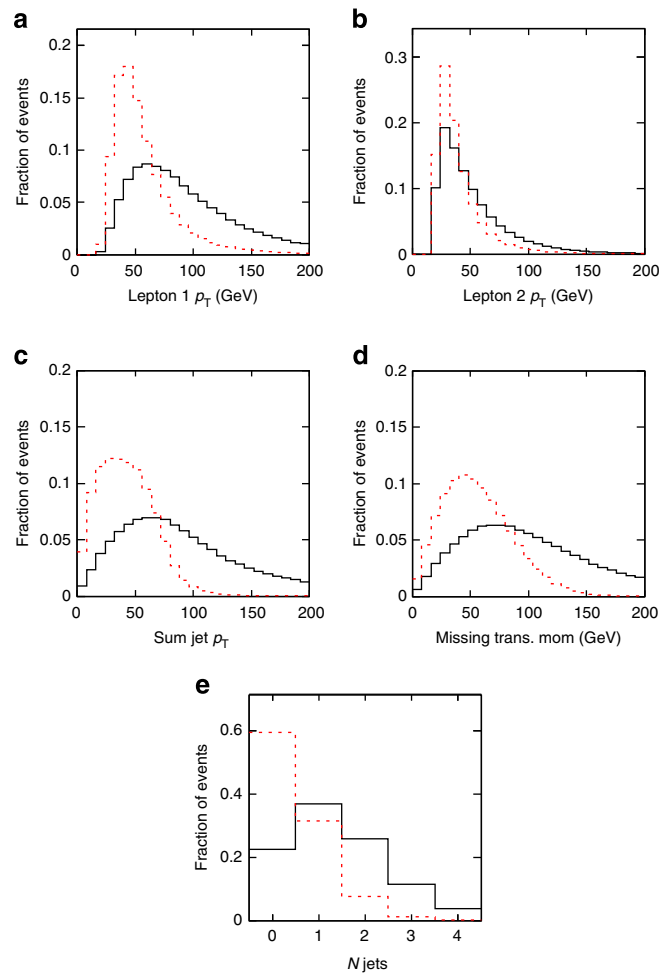 a
Fraction of events
0.2
0.15
0.1
0.05
0
0 50 100 150 200
Lepton 1 pT (GeV)
b
Fraction of events
0.3
0.2
0.1
0
0 50 100 150 200
Lepton 2 pT (GeV)
c
Fraction of events
0.2
0.15
0.1
0.05
0
0 50 100 150 200
Sum jet pT
d
Fraction of events
0.2
0.15
0.1
0.05
0
0 50 100 150 200
Missing trans. mom (GeV)
e
Fraction of events
0.6
0.4
0.2
0
0 1 2 3 4
N jets